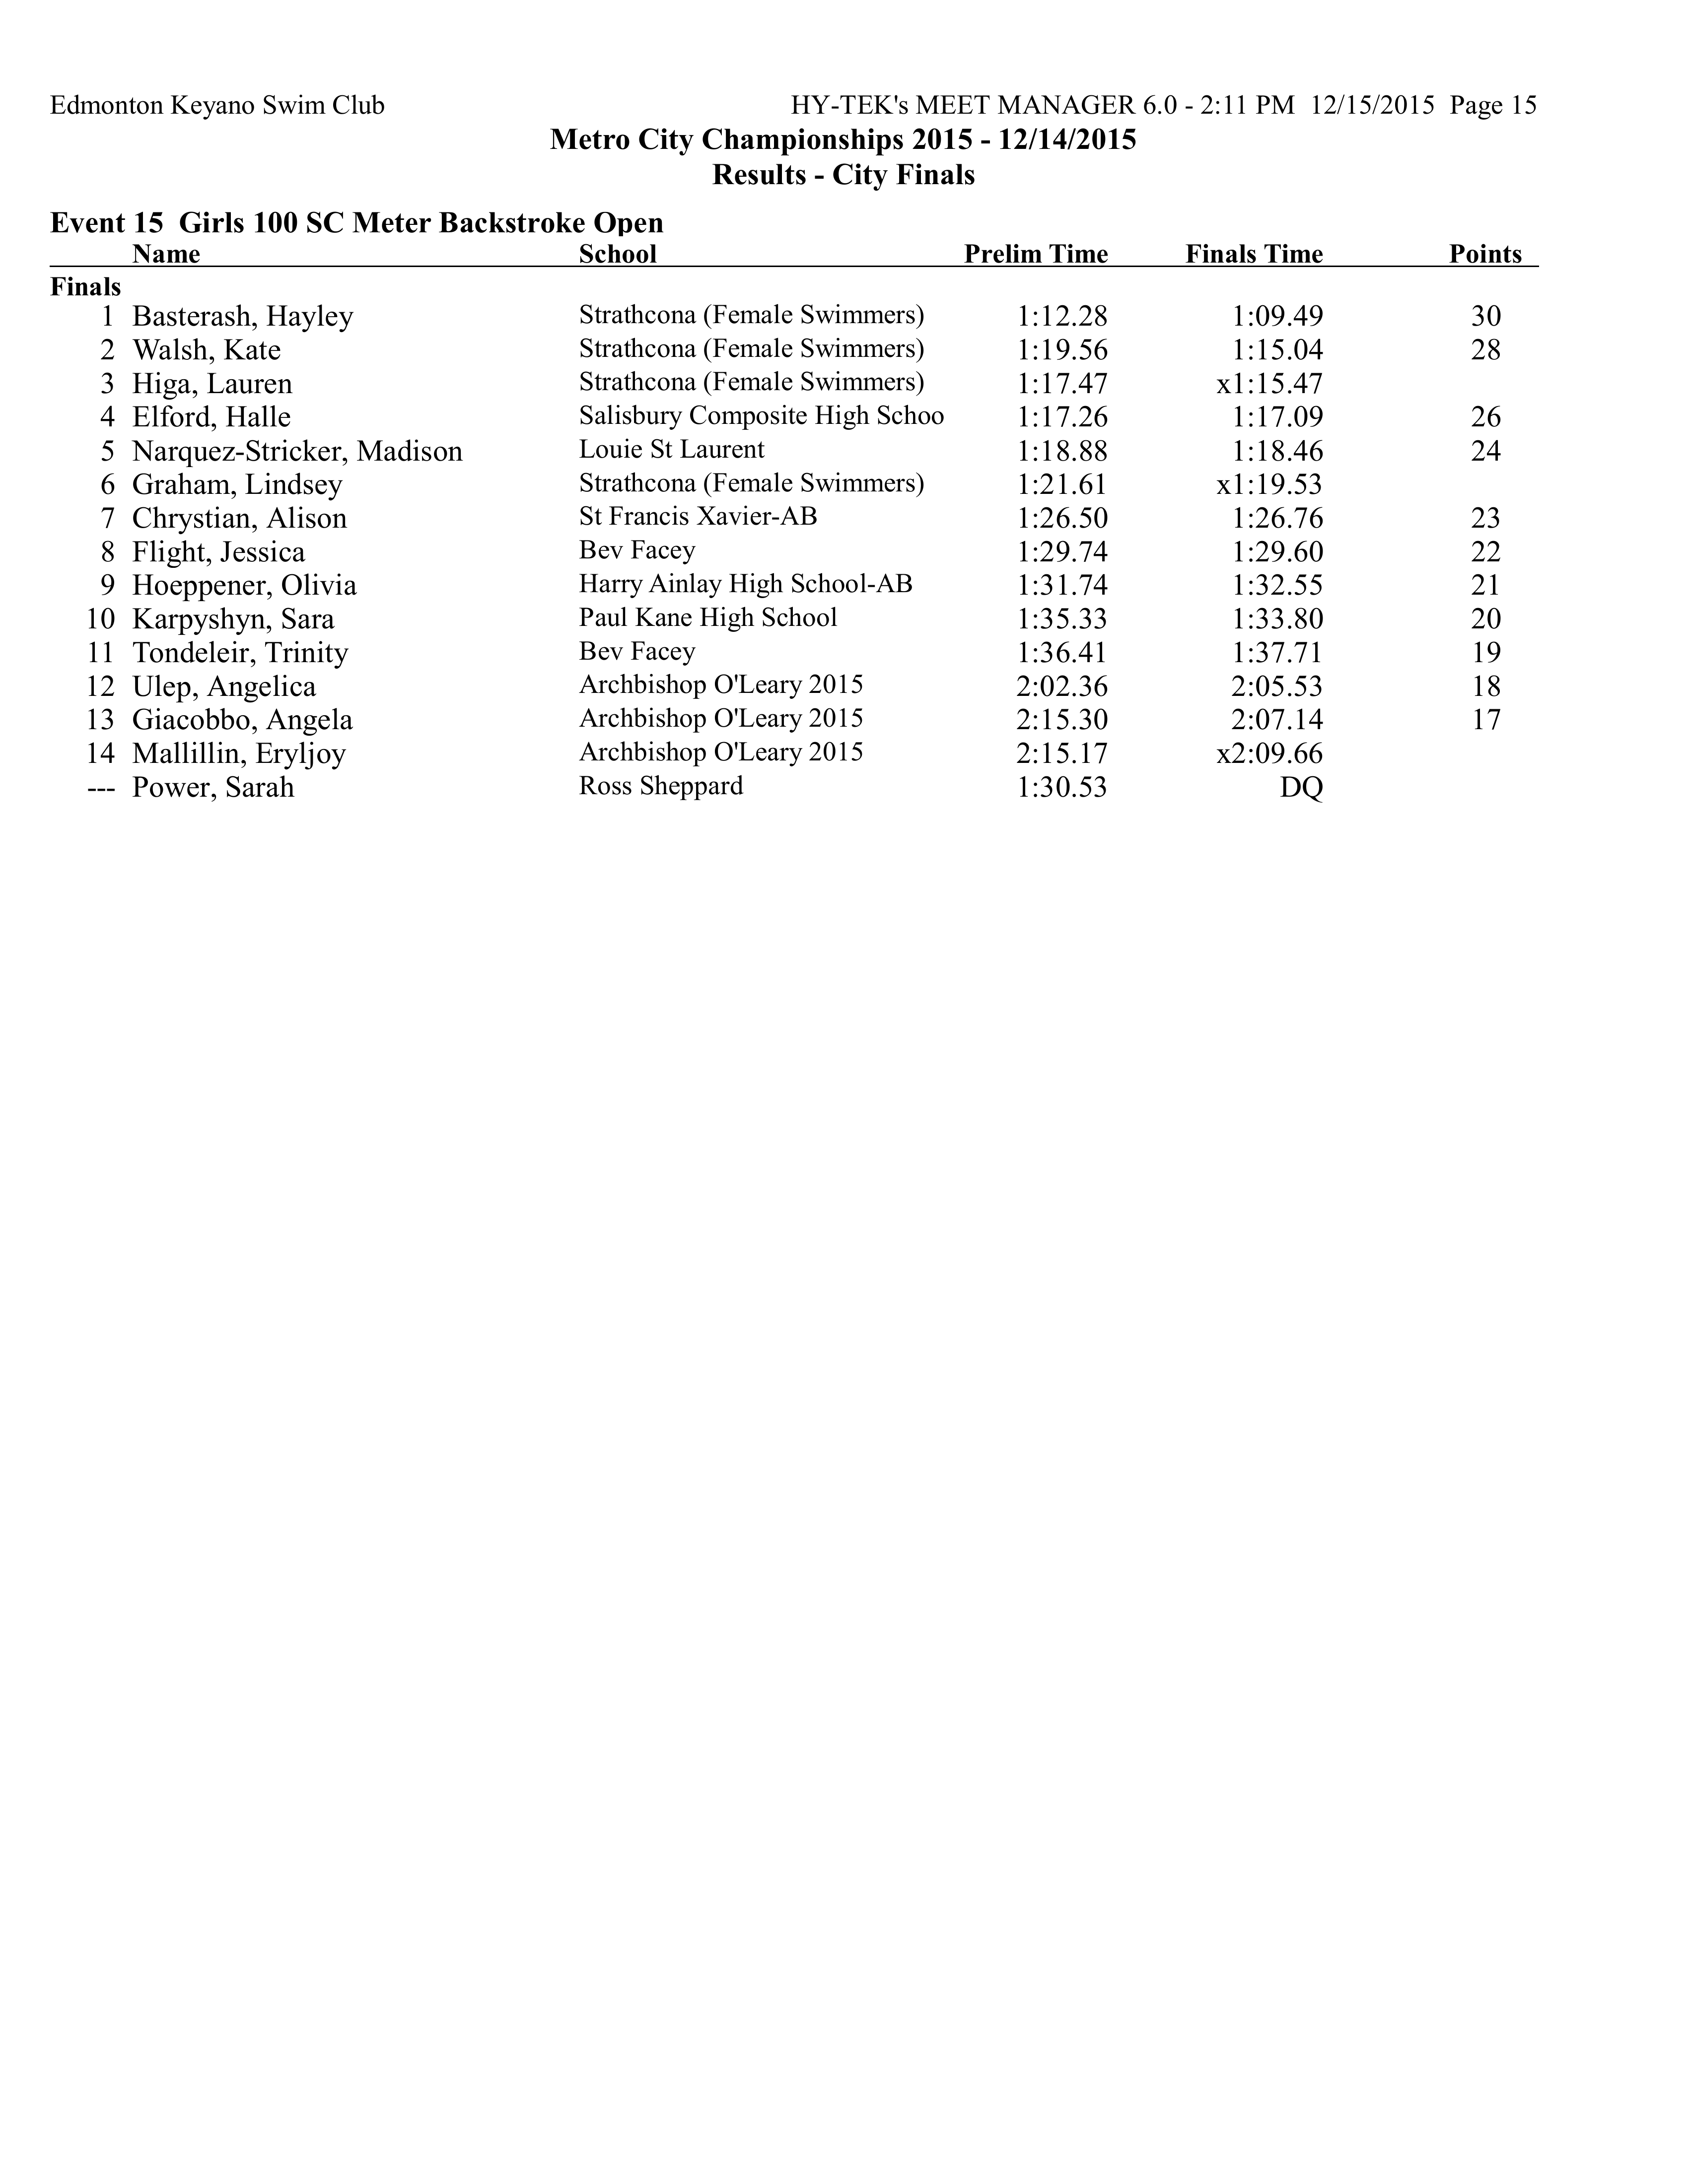 Edmonton Keyano Swim Club HY-TEK's MEET MANAGER 6.0 - 2:11 PM 12/15/2015 Page 15
Metro City Championships 2015 - 12/14/2015
Results - City Finals
Event 15 Girls 100 SC Meter Backstroke Open
Name School Prelim Time Finals Time Points
Finals
1 Basterash, Hayley Strathcona (Female Swimmers) 1:12.28 1:09.49 30
2 Walsh, Kate Strathcona (Female Swimmers) 1:19.56 1:15.04 28
3 Higa, Lauren Strathcona (Female Swimmers) 1:17.47 x1:15.47
4 Elford, Halle Salisbury Composite High Schoo 1:17.26 1:17.09 26
5 Narquez-Stricker, Madison Louie St Laurent 1:18.88 1:18.46 24
6 Graham, Lindsey Strathcona (Female Swimmers) 1:21.61 x1:19.53
7 Chrystian, Alison St Francis Xavier-AB 1:26.50 1:26.76 23
8 Flight, Jessica Bev Facey 1:29.74 1:29.60 22
9 Hoeppener, Olivia Harry Ainlay High School-AB 1:31.74 1:32.55 21
10 Karpyshyn, Sara Paul Kane High School 1:35.33 1:33.80 20
11 Tondeleir, Trinity Bev Facey 1:36.41 1:37.71 19
12 Ulep, Angelica Archbishop O'Leary 2015 2:02.36 2:05.53 18
13 Giacobbo, Angela Archbishop O'Leary 2015 2:15.30 2:07.14 17
14 Mallillin, Eryljoy Archbishop O'Leary 2015 2:15.17 x2:09.66
--- Power, Sarah Ross Sheppard 1:30.53 DQ